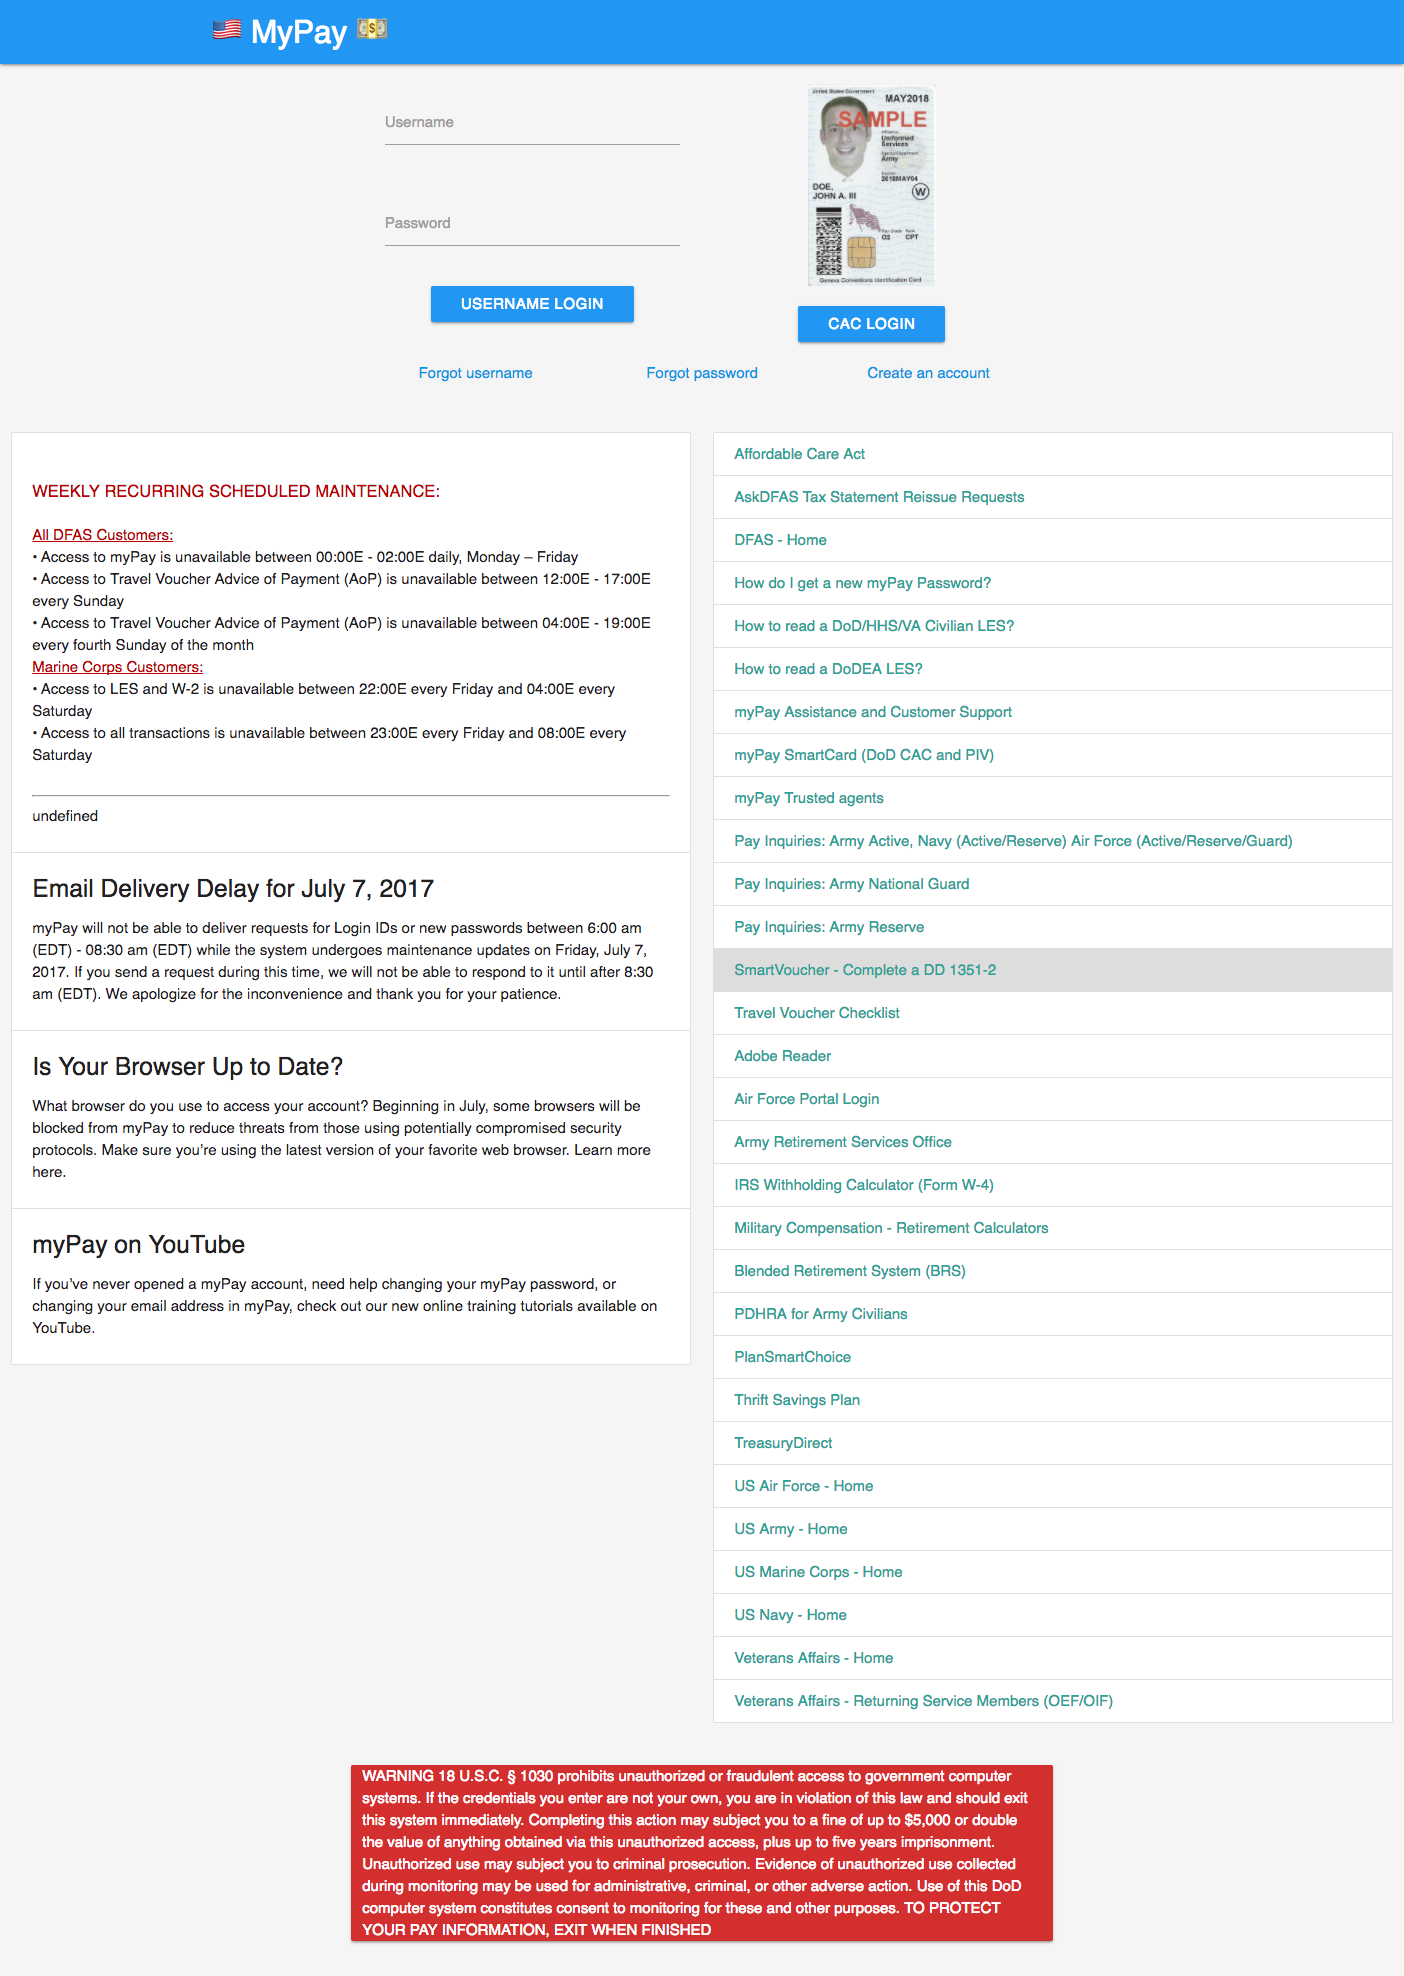 🇺🇸 MyPay 💵
Username
Password
USERNAME LOGIN
United States Government
MAY2018
SAMPLE
Affiliation
Uniformed
Services
Agency/Department
Army
Expires
2018MAY04
DOE,
JOHN A. III
W
Pay Grade Rank
O2 CPT
Geneva Conventions Identification Card
CAC LOGIN
Forgot username
Forgot password
Create an account
WEEKLY RECURRING SCHEDULED MAINTENANCE:
All DFAS Customers:
• Access to myPay is unavailable between 00:00E - 02:00E daily, Monday – Friday
• Access to Travel Voucher Advice of Payment (AoP) is unavailable between 12:00E - 17:00E
every Sunday
• Access to Travel Voucher Advice of Payment (AoP) is unavailable between 04:00E - 19:00E
every fourth Sunday of the month
Marine Corps Customers:
• Access to LES and W-2 is unavailable between 22:00E every Friday and 04:00E every
Saturday
• Access to all transactions is unavailable between 23:00E every Friday and 08:00E every
Saturday
undefined
Email Delivery Delay for July 7, 2017
myPay will not be able to deliver requests for Login IDs or new passwords between 6:00 am
(EDT) - 08:30 am (EDT) while the system undergoes maintenance updates on Friday, July 7,
2017. If you send a request during this time, we will not be able to respond to it until after 8:30
am (EDT). We apologize for the inconvenience and thank you for your patience.
Is Your Browser Up to Date?
What browser do you use to access your account? Beginning in July, some browsers will be
blocked from myPay to reduce threats from those using potentially compromised security
protocols. Make sure you’re using the latest version of your favorite web browser. Learn more
here.
myPay on YouTube
If you’ve never opened a myPay account, need help changing your myPay password, or
changing your email address in myPay, check out our new online training tutorials available on
YouTube.
Affordable Care Act
AskDFAS Tax Statement Reissue Requests
DFAS - Home
How do I get a new myPay Password?
How to read a DoD/HHS/VA Civilian LES?
How to read a DoDEA LES?
myPay Assistance and Customer Support
myPay SmartCard (DoD CAC and PIV)
myPay Trusted agents
Pay Inquiries: Army Active, Navy (Active/Reserve) Air Force (Active/Reserve/Guard)
Pay Inquiries: Army National Guard
Pay Inquiries: Army Reserve
SmartVoucher - Complete a DD 1351-2
Travel Voucher Checklist
Adobe Reader
Air Force Portal Login
Army Retirement Services Office
IRS Withholding Calculator (Form W-4)
Military Compensation - Retirement Calculators
Blended Retirement System (BRS)
PDHRA for Army Civilians
PlanSmartChoice
Thrift Savings Plan
TreasuryDirect
US Air Force - Home
US Army - Home
US Marine Corps - Home
US Navy - Home
Veterans Affairs - Home
Veterans Affairs - Returning Service Members (OEF/OIF)
WARNING 18 U.S.C. § 1030 prohibits unauthorized or fraudulent access to government computer
systems. If the credentials you enter are not your own, you are in violation of this law and should exit
this system immediately. Completing this action may subject you to a fine of up to $5,000 or double
the value of anything obtained via this unauthorized access, plus up to five years imprisonment.
Unauthorized use may subject you to criminal prosecution. Evidence of unauthorized use collected
during monitoring may be used for administrative, criminal, or other adverse action. Use of this DoD
computer system constitutes consent to monitoring for these and other purposes. TO PROTECT
YOUR PAY INFORMATION, EXIT WHEN FINISHED